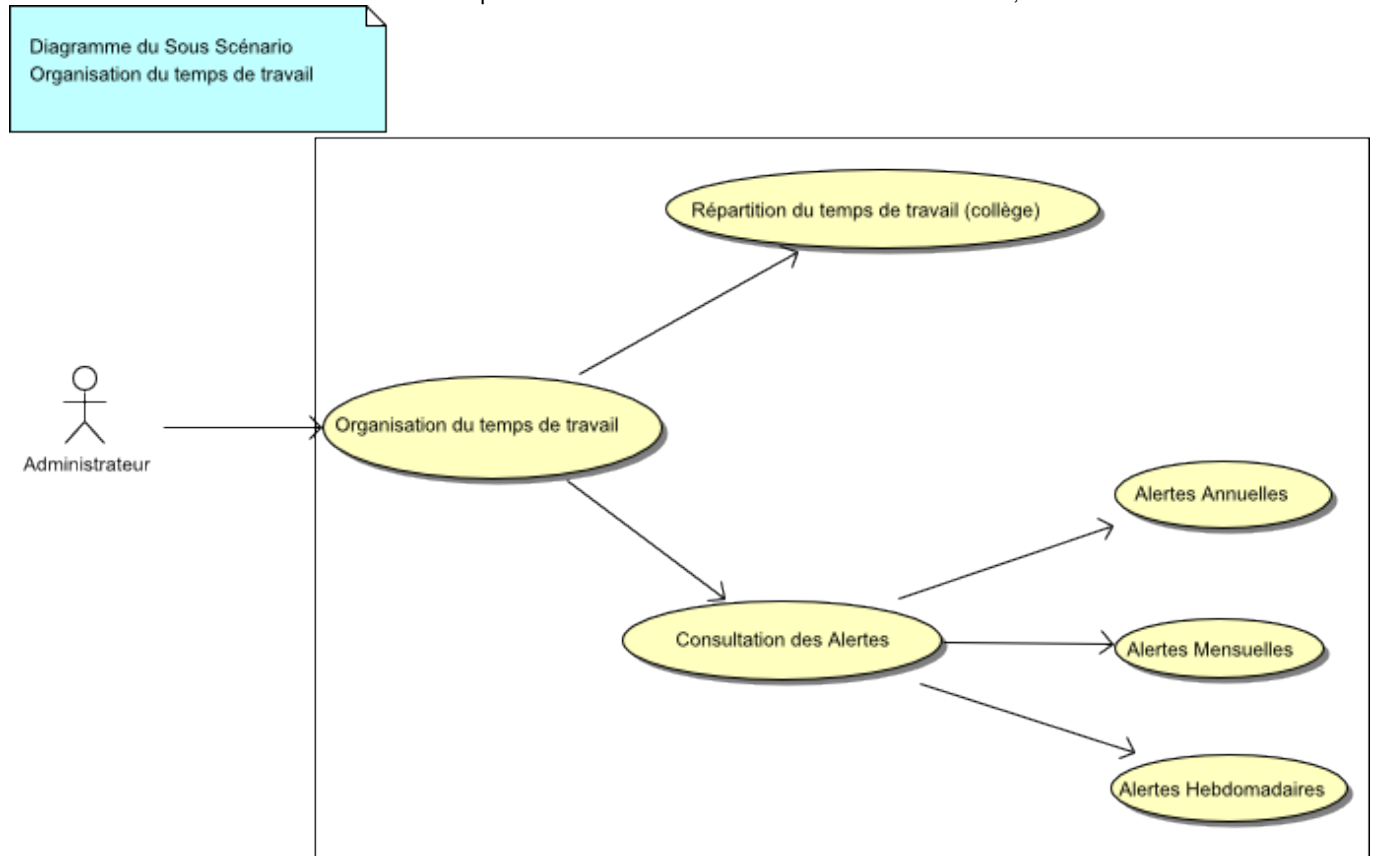 Diagramme du Sous Scénario
Organisation du temps de travail
Répartition du temps de travail (collège)
Organisation du temps de travail
Administrateur
Alertes Annuelles
Consultation des Alertes
Alertes Mensuelles
Alertes Hebdomadaires